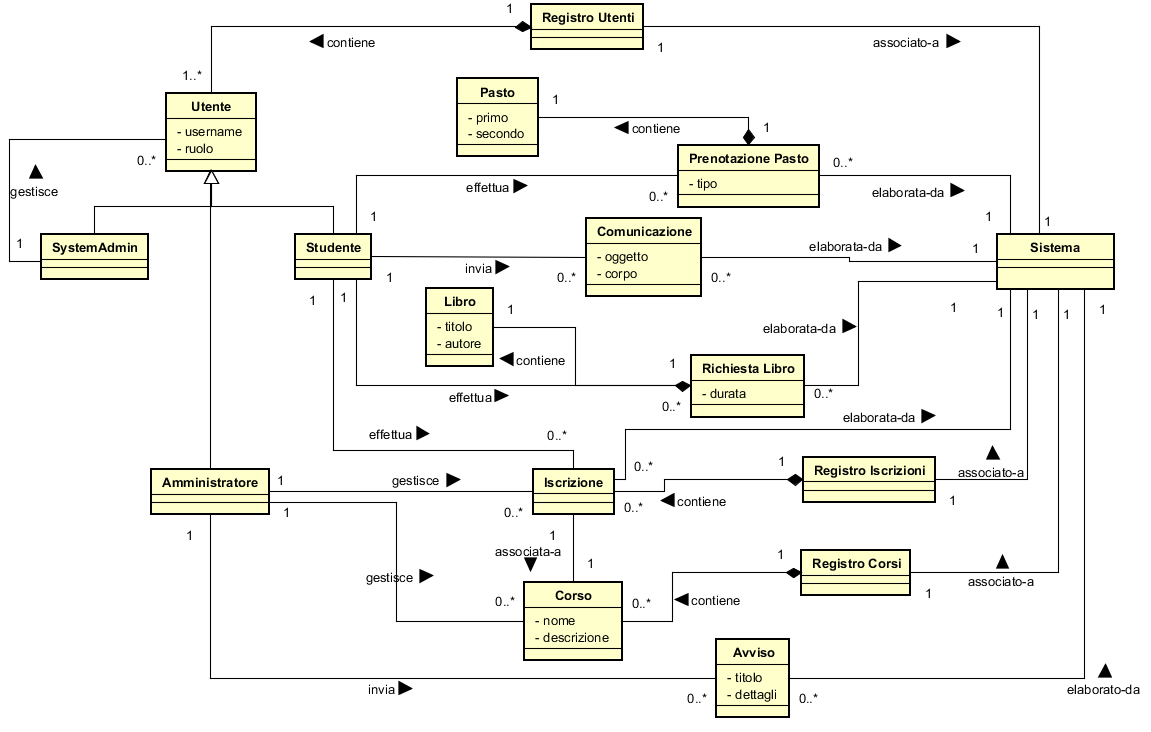 1
Registro Utenti
contiene
1
associato-a
1..*
Utente
- username
- ruolo
0..*
gestisce
1
SystemAdmin
Pasto
- primo
- secondo
1
contiene
1
Prenotazione Pasto
- tipo
0..*
effettua
0..*
elaborata-da
1
1
1
Studente
Comunicazione
- oggetto
- corpo
elaborata-da
1
Sistema
invia
0..*
0..*
1
1
1
Libro
- titolo
- autore
1
contiene
elaborata-da
1
1
1
1
1
Richiesta Libro
- durata
1
0..*
0..*
effettua
elaborata-da
effettua
0..*
0..*
Amministratore
1
gestisce
Iscrizione
0..*
0..*
contiene
1
Registro Iscrizioni
1
associato-a
1
1
1
associata-a
1
gestisce
0..*
Corso
- nome
- descrizione
0..*
contiene
1
Registro Corsi
1
associato-a
Avviso
- titolo
- dettagli
invia
0..*
0..*
elaborato-da